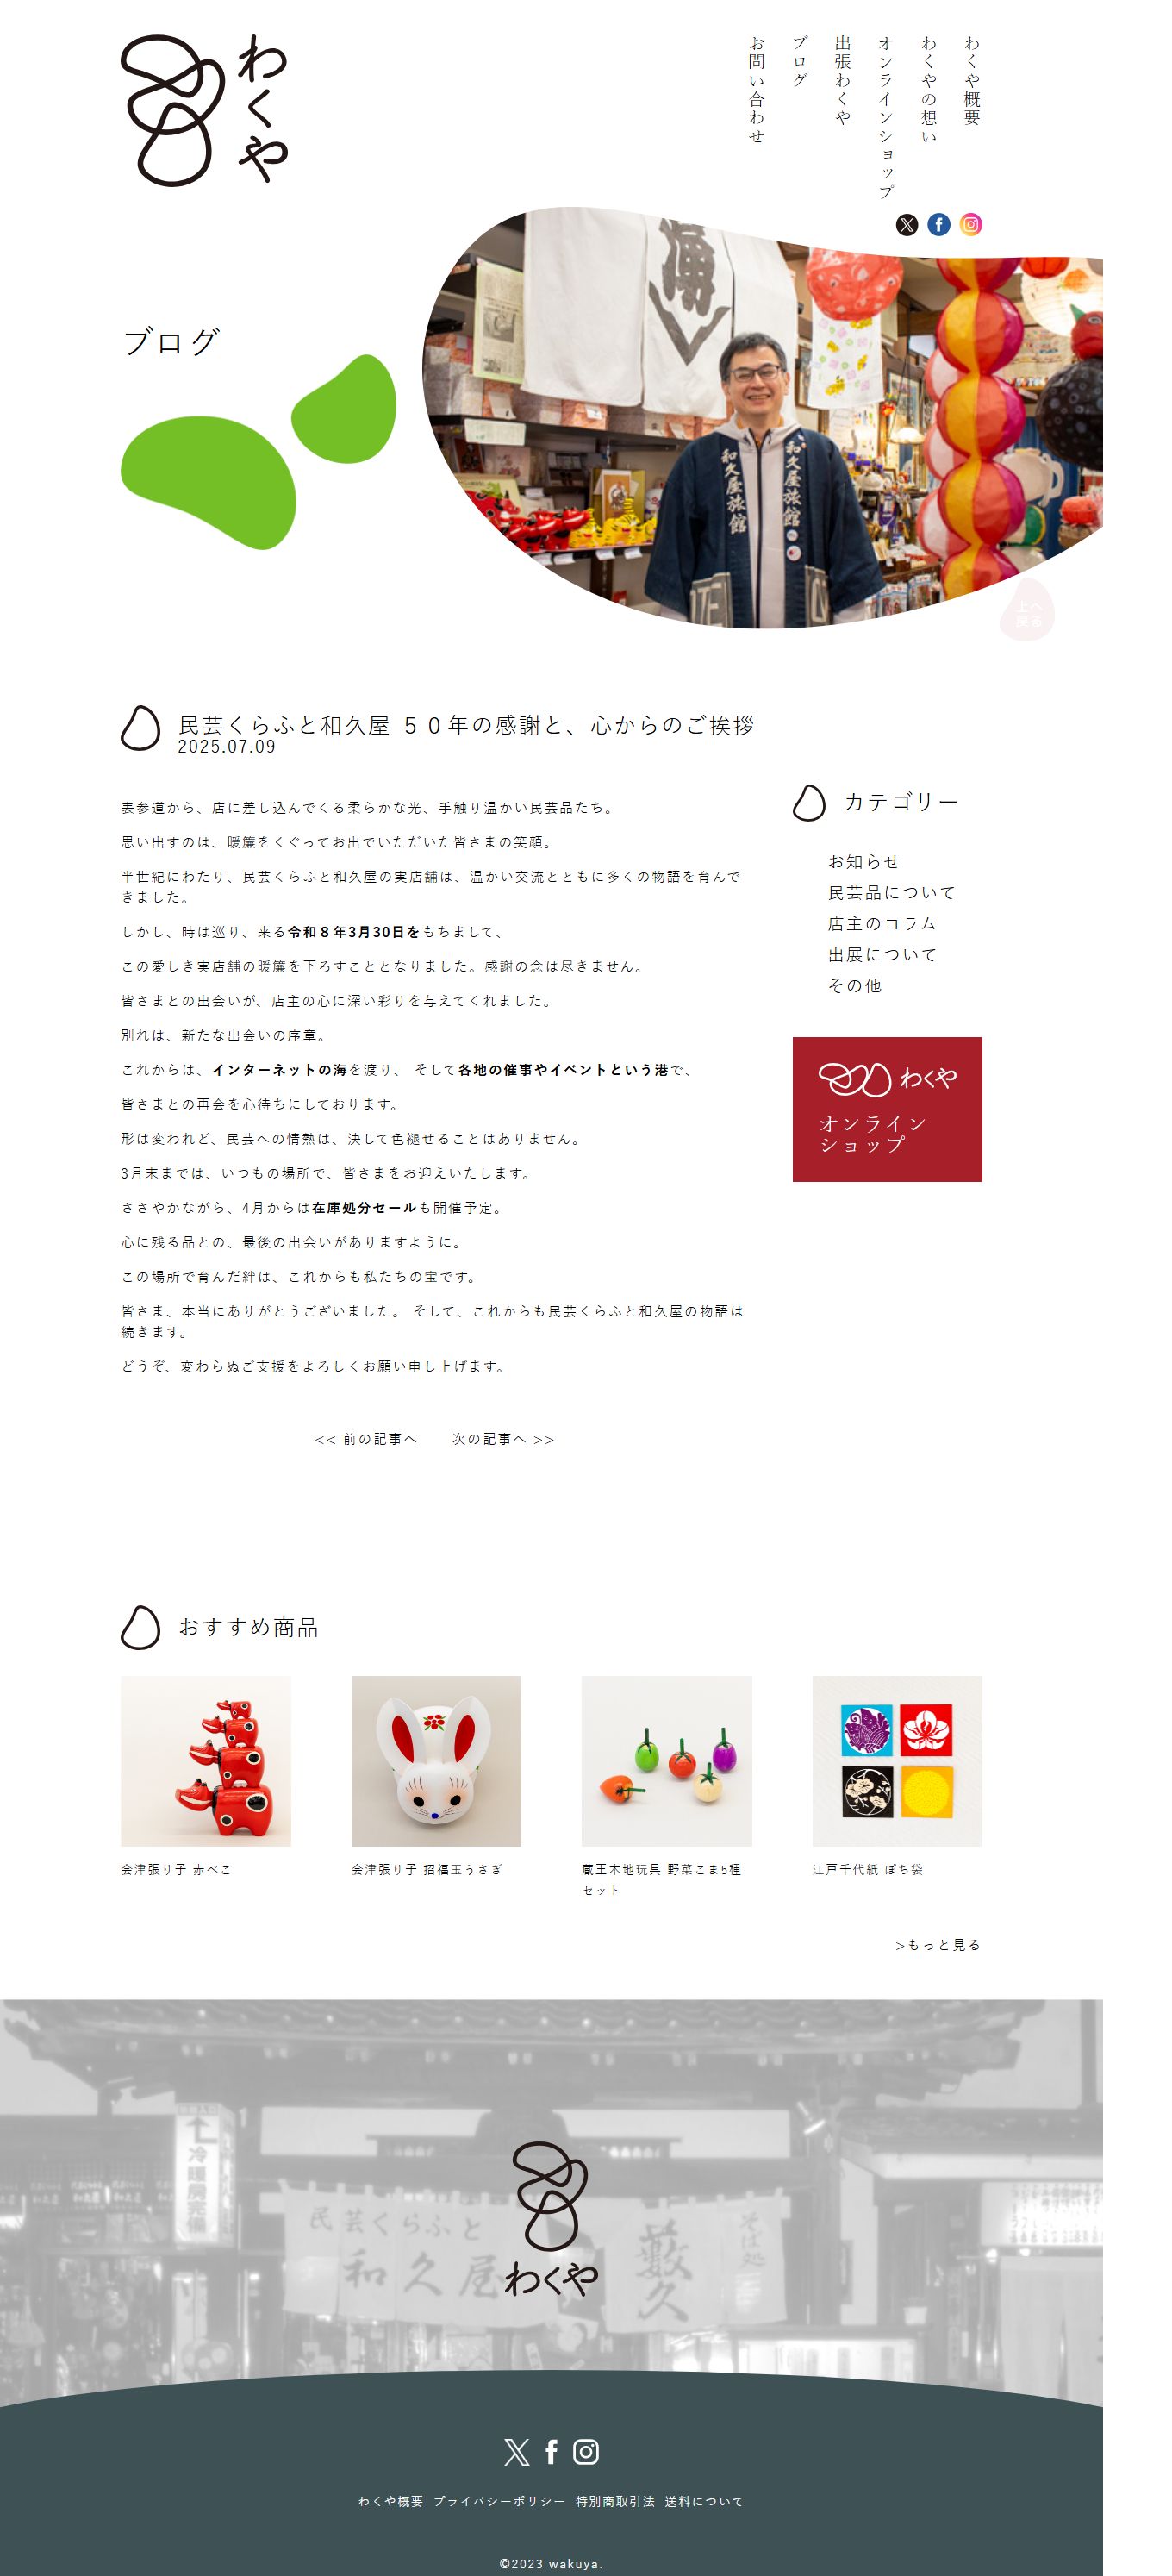 わくや
わくや概要
わくやの想い
オンラインショップ
出張わくや
ブログ
お問い合わせ
ブログ
和久屋旅館
和久屋旅館
上へ
戻る
民芸くらふと和久屋 ５０年の感謝と、心からのご挨拶
2025.07.09
表参道から、店に差し込んでくる柔らかな光、手触り温かい民芸品たち。
思い出すのは、暖簾をくぐってお出でいただいた皆さまの笑顔。
半世紀にわたり、民芸くらふと和久屋の実店舗は、温かい交流とともに多くの物語を育んで
きました。
しかし、時は巡り、来る令和８年3月30日をもちまして、
この愛しき実店舗の暖簾を下ろすこととなりました。感謝の念は尽きません。
皆さまとの出会いが、店主の心に深い彩りを与えてくれました。
別れは、新たな出会いの序章。
これからは、インターネットの海を渡り、 そして各地の催事やイベントという港で、
皆さまとの再会を心待ちにしております。
形は変われど、民芸への情熱は、決して色褪せることはありません。
3月末までは、いつもの場所で、皆さまをお迎えいたします。
ささやかながら、4月からは在庫処分セールも開催予定。
心に残る品との、最後の出会いがありますように。
この場所で育んだ絆は、これからも私たちの宝です。
皆さま、本当にありがとうございました。 そして、これからも民芸くらふと和久屋の物語は
続きます。
どうぞ、変わらぬご支援をよろしくお願い申し上げます。
<< 前の記事へ 次の記事へ >>
カテゴリー
お知らせ
民芸品について
店主のコラム
出展について
その他
わくや
オンライン
ショップ
おすすめ商品
会津張り子 赤べこ
会津張り子 招福玉うさぎ
蔵王木地玩具 野菜こま5種
セット
江戸千代紙 ぽち袋
>もっと見る
冷暖房完備
民芸くらふと
和久屋
藪久
そば処
わくや
わくや概要 プライバシーポリシー 特別商取引法 送料について
©2023 wakuya.